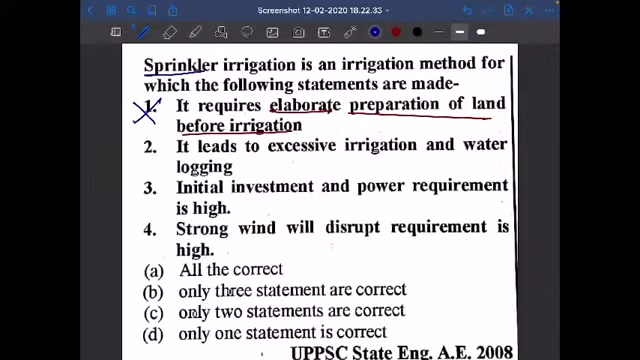 Screenshot 12-02-2020 18.22.33
Sprinkler irrigation is an irrigation method for
which the following statements are made-
1. It requires elaborate preparation of land
before irrigation
2. It leads to excessive irrigation and water
logging
3. Initial investment and power requirement
is high.
4. Strong wind will disrupt requirement is
high.
(a) All the correct
(b) only three statement are correct
(c) only two statements are correct
(d) only one statement is correct
UPPSC State Eng. A.E. 2008